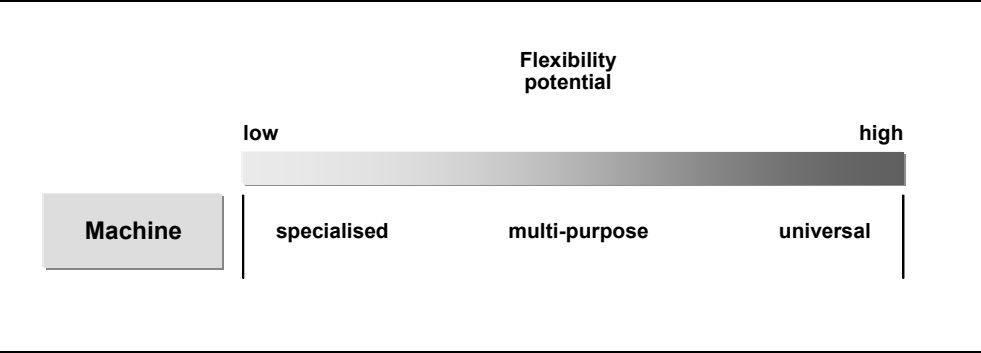 Flexibility
potential
low high
Machine specialised multi-purpose universal